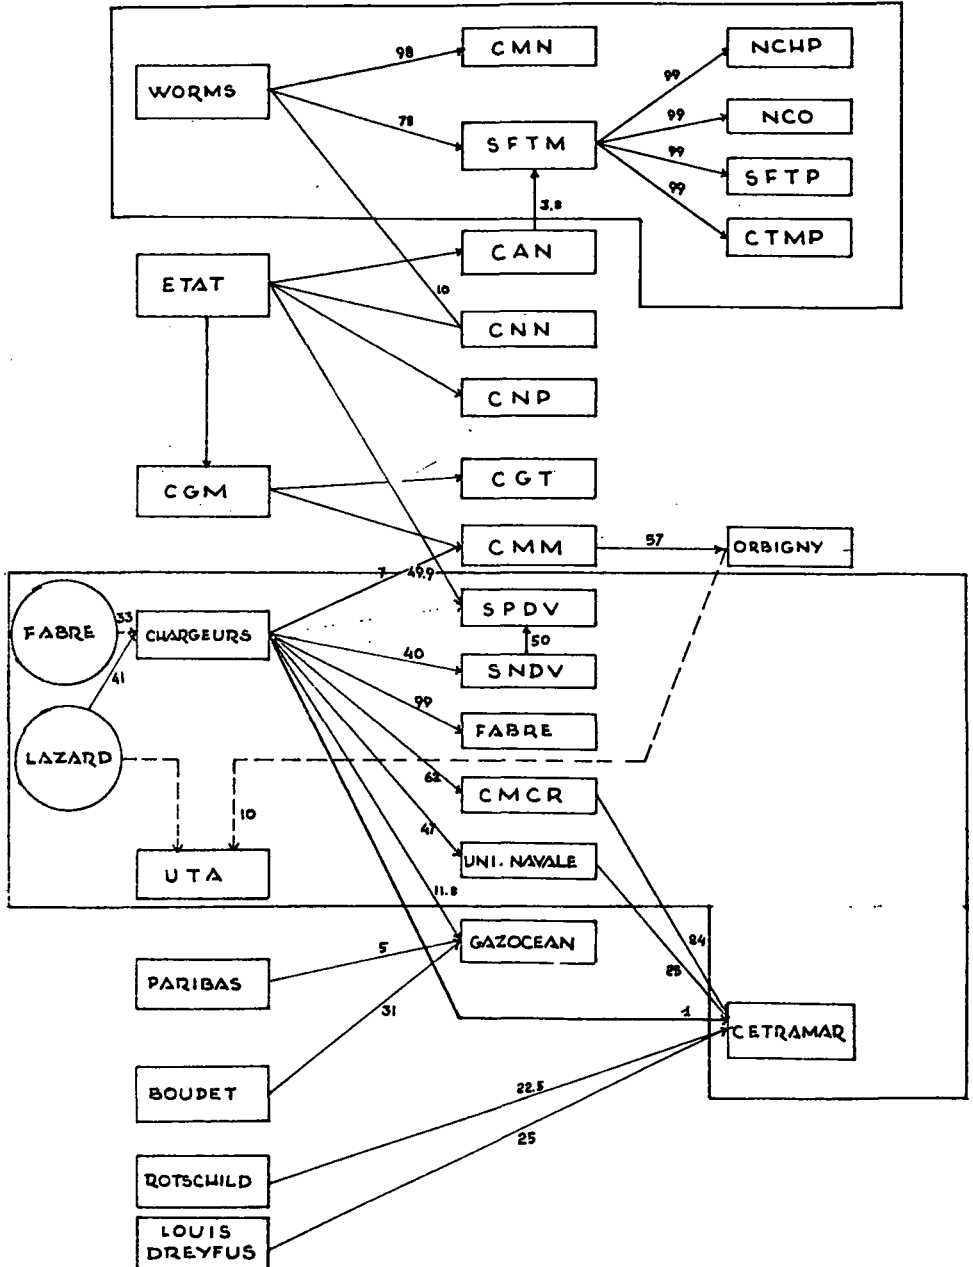 CMN
NCHP
98
99
WORMS
78
NCO
99
SFTM
99
SFTP
99
3,8
CTMP
CAN
ETAT
10
CNN
CNP
CGT
CGM
CMM
57
ORBIGNY
7
49.9
SPDV
33
FABRE
CHARGEURS
50
40
SNDV
41
99
FABRE
LAZARD
62
CMCR
10
47
UNI. NAVALE
UTA
11.8
GAZOCEAN
5
24
25
PARIBAS
31
1
CETRAMAR
BOUDET
22.5
25
ROTSCHILD
LOUIS
DREYFUS